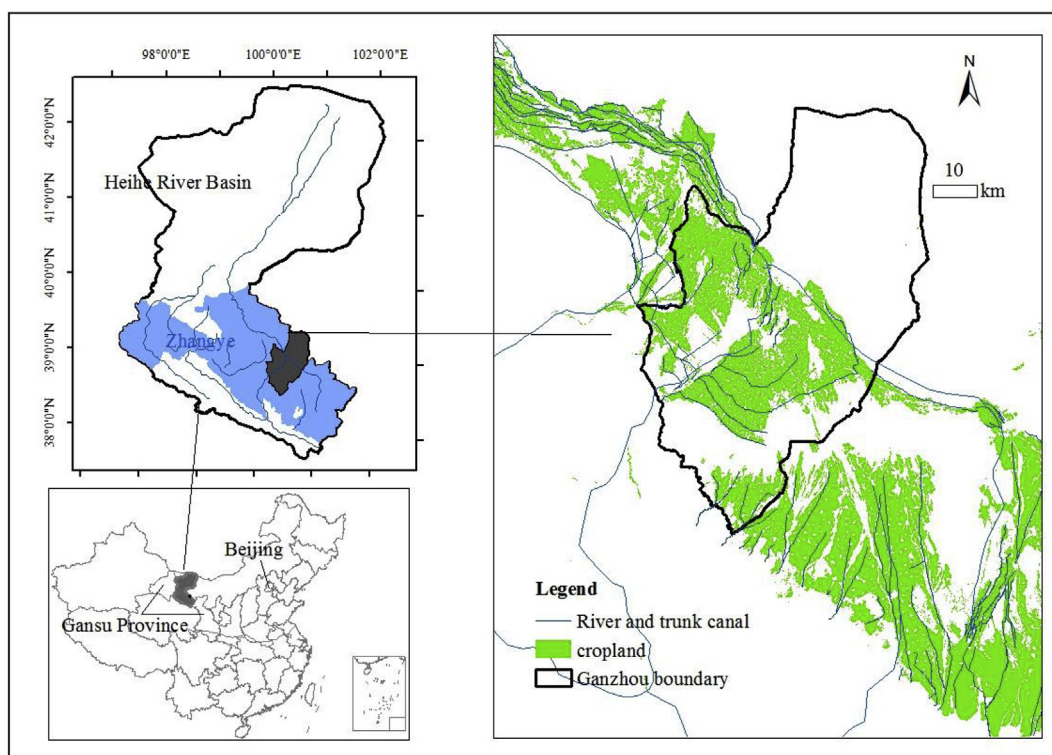 98°0'0"E
100°0'0"E
102°0'0"E
42°0'0"N
41°0'0"N
40°0'0"N
39°0'0"N
38°0'0"N
Heihe River Basin
Zhangye
Beijing
Gansu Province
N
10
km
Legend
River and trunk canal
cropland
Ganzhou boundary